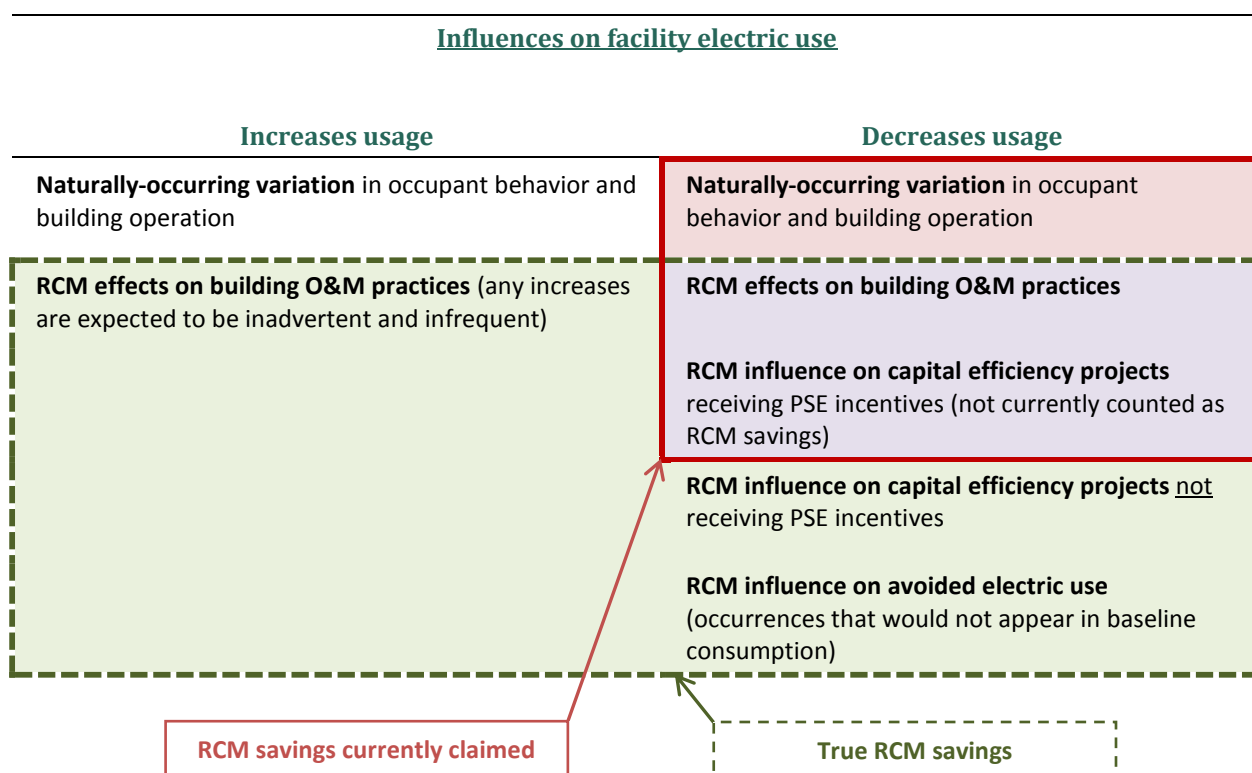 Influences on facility electric use
Increases usage
Decreases usage
Naturally-occurring variation in occupant behavior and
building operation
Naturally-occurring variation in occupant
behavior and building operation
RCM effects on building O&M practices (any increases
are expected to be inadvertent and infrequent)
RCM effects on building O&M practices
RCM influence on capital efficiency projects
receiving PSE incentives (not currently counted as
RCM savings)
RCM influence on capital efficiency projects not
receiving PSE incentives
RCM influence on avoided electric use
(occurrences that would not appear in baseline
consumption)
RCM savings currently claimed
True RCM savings